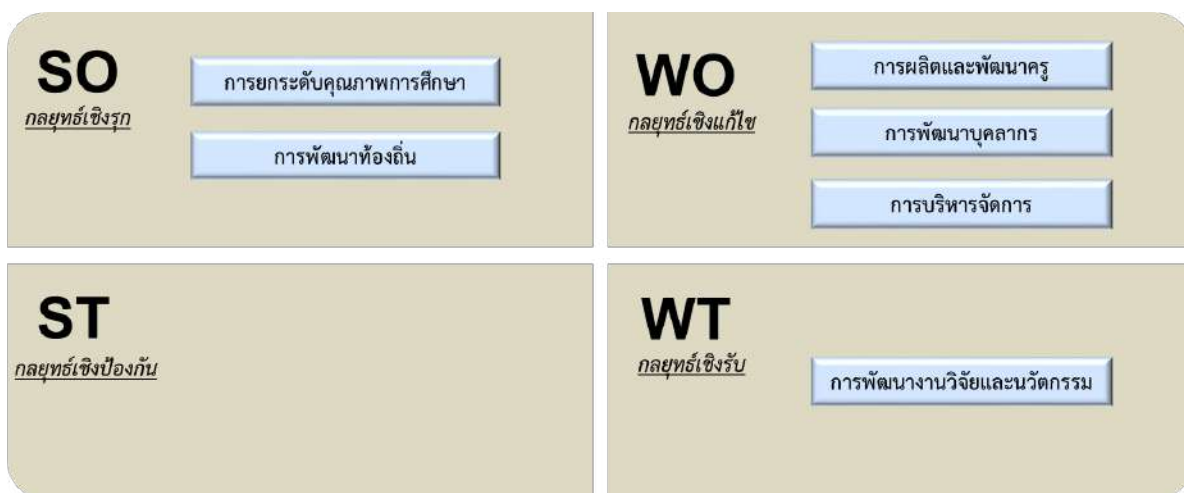 SO
กลยุทธ์เชิงรุก
การยกระดับคุณภาพการศึกษา
การพัฒนาท้องถิ่น
WO
กลยุทธ์เชิงแก้ไข
การผลิตและพัฒนาครู
การพัฒนาบุคลากร
การบริหารจัดการ
ST
กลยุทธ์เชิงป้องกัน
WT
กลยุทธ์เชิงรับ
การพัฒนางานวิจัยและนวัตกรรม